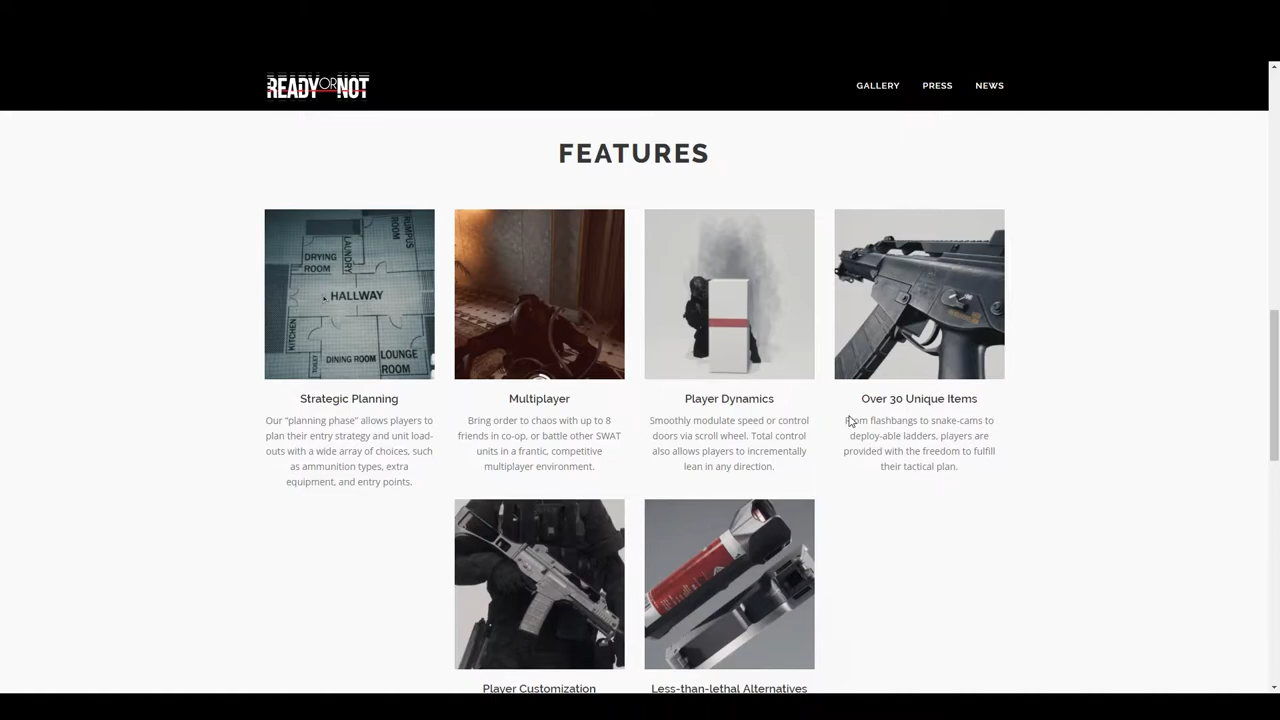 READY OR NOT
GALLERY PRESS NEWS
FEATURES
DRYING
ROOM
LAUNDRY
RUMPUS
ROOM
HALLWAY
KITCHEN
TOILET
DINING ROOM
LOUNGE
ROOM
Strategic Planning
Our "planning phase" allows players to
plan their entry strategy and unit load-
outs with a wide array of choices, such
as ammunition types, extra
equipment, and entry points.
Multiplayer
Bring order to chaos with up to 8
friends in co-op, or battle other SWAT
units in a frantic, competitive
multiplayer environment.
Player Dynamics
Smoothly modulate speed or control
doors via scroll wheel. Total control
also allows players to incrementally
lean in any direction.
Over 30 Unique Items
From flashbangs to snake-cams to
deploy-able ladders, players are
provided with the freedom to fulfill
their tactical plan.
Player Customization
Less-than-lethal Alternatives